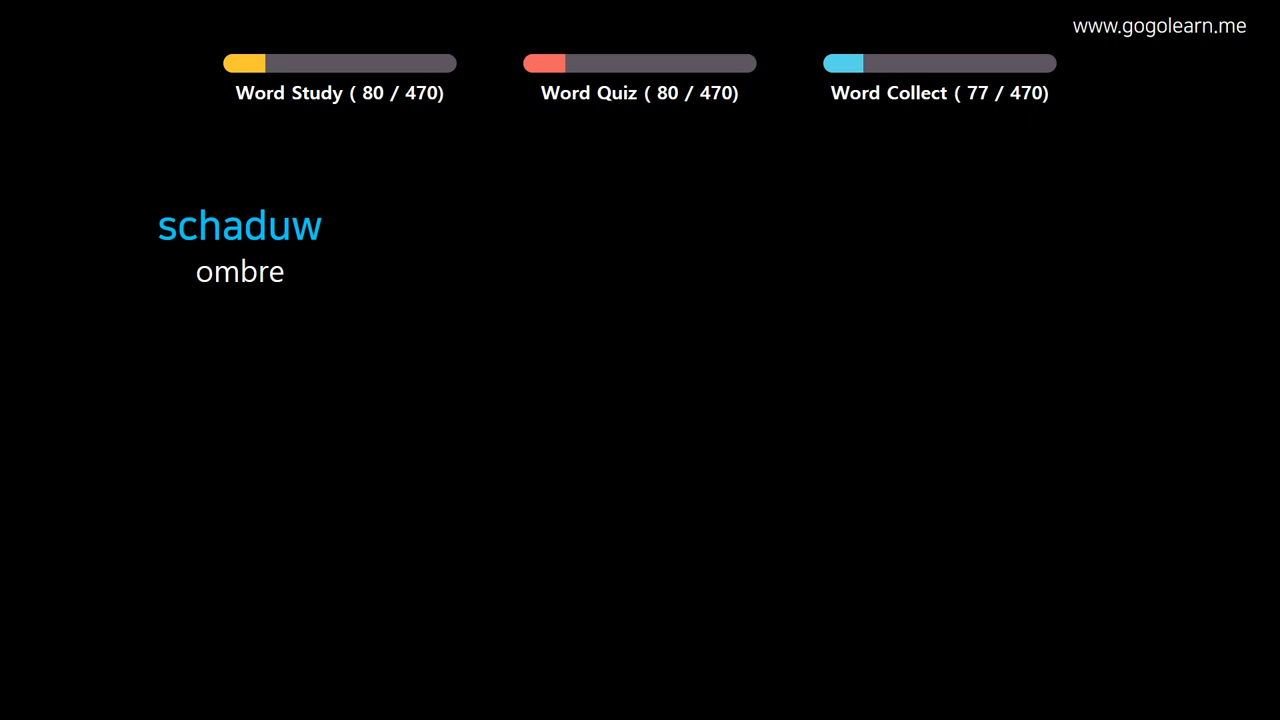 www.gogolearn.me
Word Study ( 80 / 470)
Word Quiz ( 80 / 470)
Word Collect ( 77 / 470)
schaduw
ombre